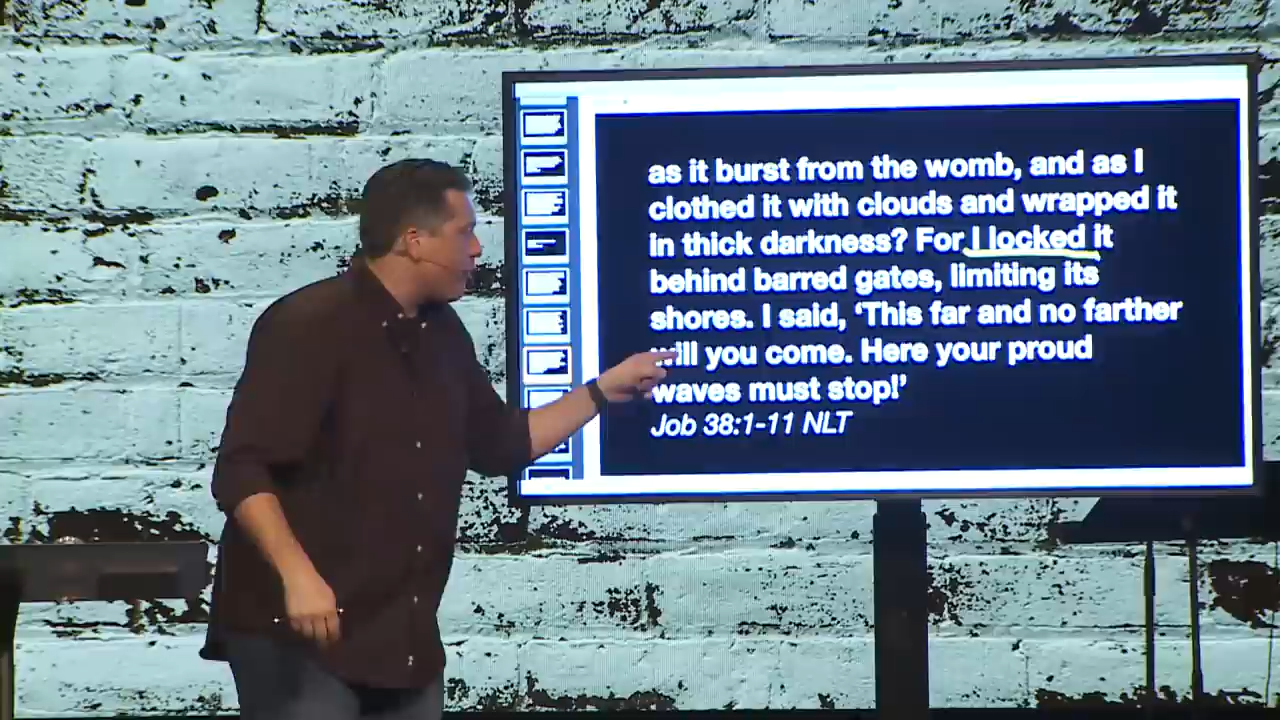 as it burst from the womb, and as I
clothed it with clouds and wrapped it
in thick darkness? For I locked it
behind barred gates, limiting its
shores. I said, ‘This far and no farther
will you come. Here your proud
waves must stop!’
Job 38:1-11 NLT